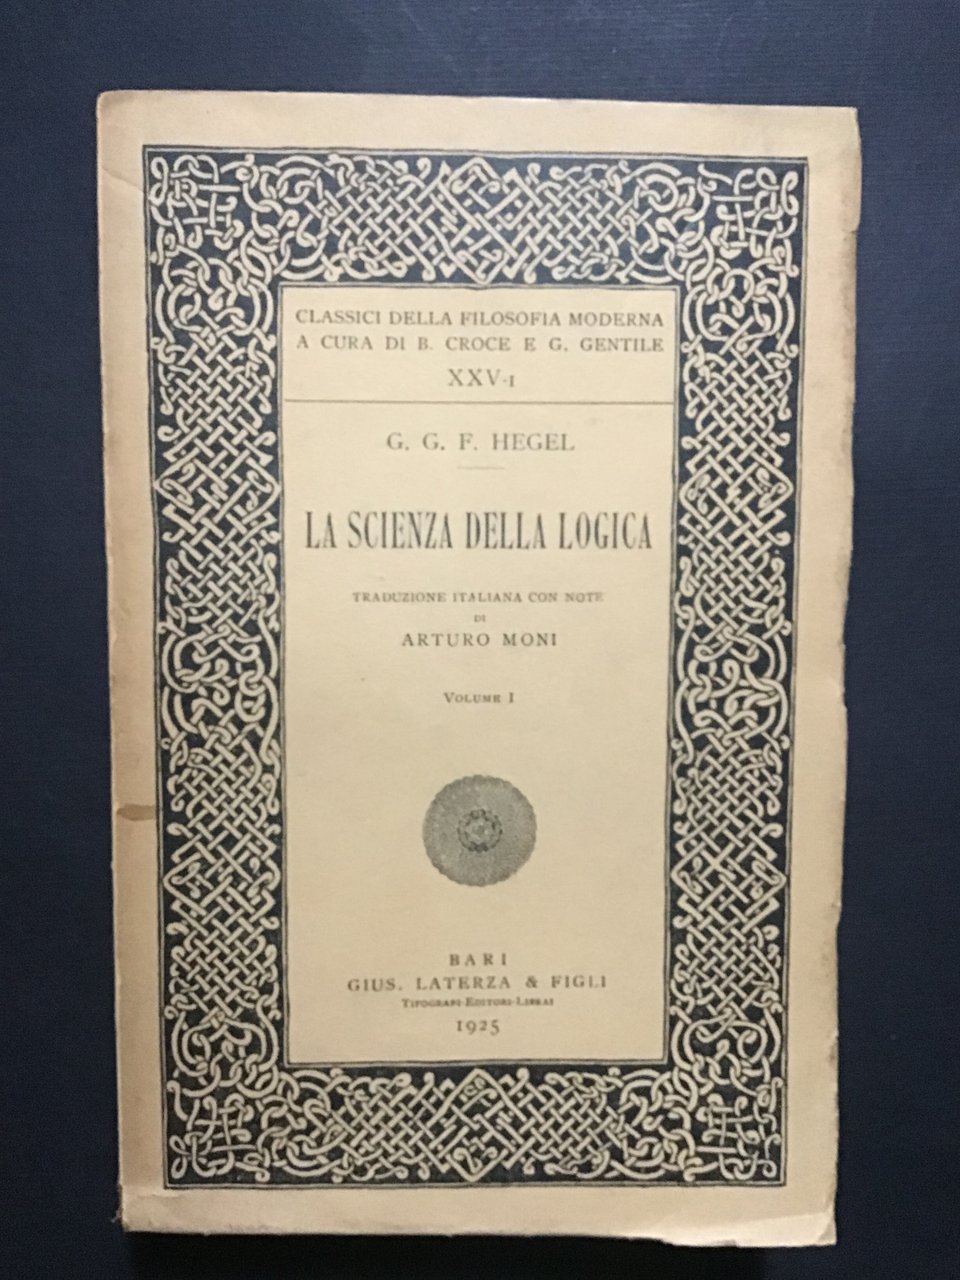 CLASSICI DELLA FILOSOFIA MODERNA
A CURA DI B. CROCE E G. GENTILE
XXV-I
G. G. F. HEGEL
LA SCIENZA DELLA LOGICA
TRADUZIONE ITALIANA CON NOTE
DI
ARTURO MONI
VOLUME I
BARI
GIUS. LATERZA & FIGLI
TIPOGRAFI-EDITORI-LIBRAI
1925